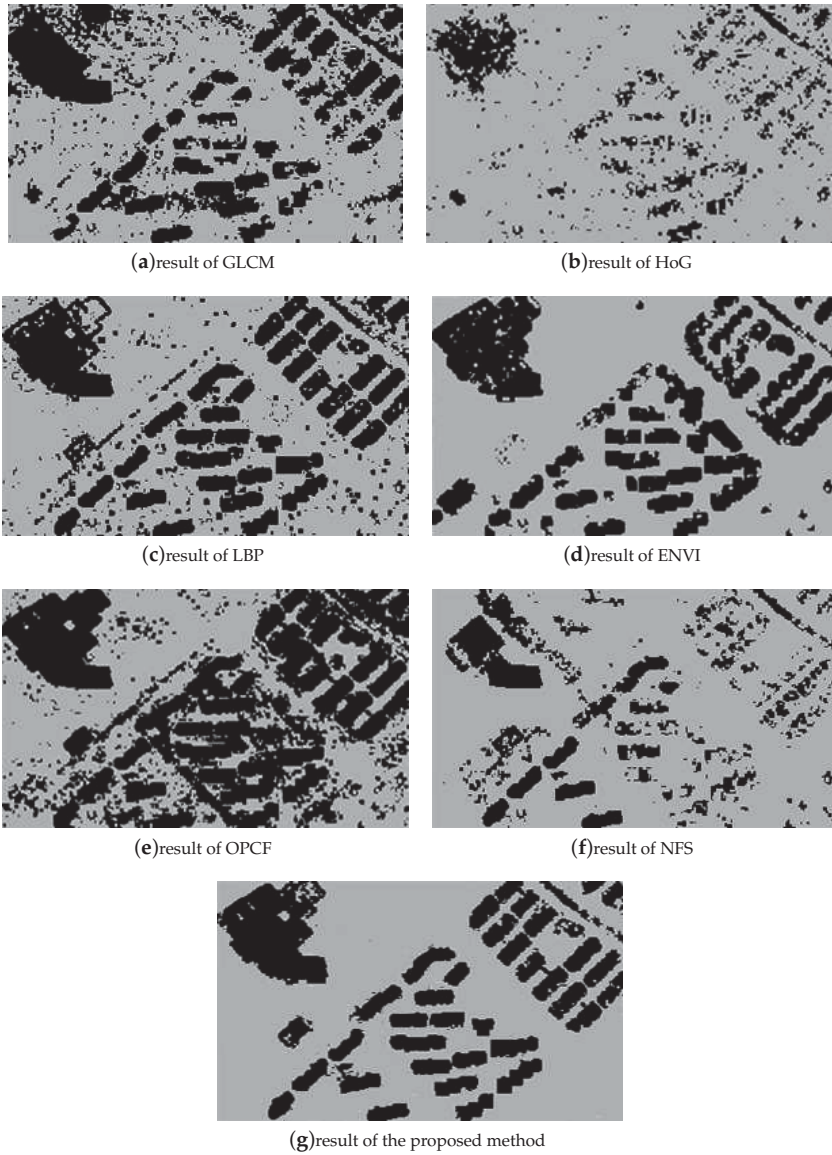 (a)result of GLCM
(b)result of HoG
(c)result of LBP
(d)result of ENVI
(e)result of OPCF
(f)result of NFS
(g)result of the proposed method